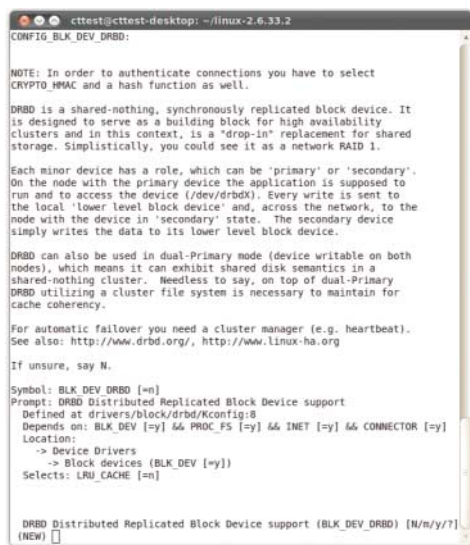 cttest@cttest-desktop: ~/linux-2.6.33.2
CONFIG_BLK_DEV_DRBD:
NOTE: In order to authenticate connections you have to select
CRYPTO_HMAC and a hash function as well.
DRBD is a shared-nothing, synchronously replicated block device. It
is designed to serve as a building block for high availability
clusters and in this context, is a "drop-in" replacement for shared
storage. Simplistically, you could see it as a network RAID 1.
Each minor device has a role, which can be 'primary' or 'secondary'.
On the node with the primary device the application is supposed to
run and to access the device (/dev/drbdX). Every write is sent to
the local 'lower level block device' and, across the network, to the
node with the device in 'secondary' state.  The secondary device
simply writes the data to its lower level block device.
DRBD can also be used in dual-Primary mode (device writable on both
nodes), which means it can exhibit shared disk semantics in a
shared-nothing cluster.  Needless to say, on top of dual-Primary
DRBD utilizing a cluster file system is necessary to maintain for
cache coherency.
For automatic failover you need a cluster manager (e.g. heartbeat).
See also: http://www.drbd.org/, http://www.linux-ha.org
If unsure, say N.
Symbol: BLK_DEV_DRBD [=n]
Prompt: DRBD Distributed Replicated Block Device support
Defined at drivers/block/drbd/Kconfig:8
Depends on: BLK_DEV [=y] && PROC_FS [=y] && INET [=y] && CONNECTOR [=y]
Location:
-> Device Drivers
-> Block devices (BLK_DEV [=y])
Selects: LRU_CACHE [=n]
DRBD Distributed Replicated Block Device support (BLK_DEV_DRBD) [N/m/y/?]
(NEW)